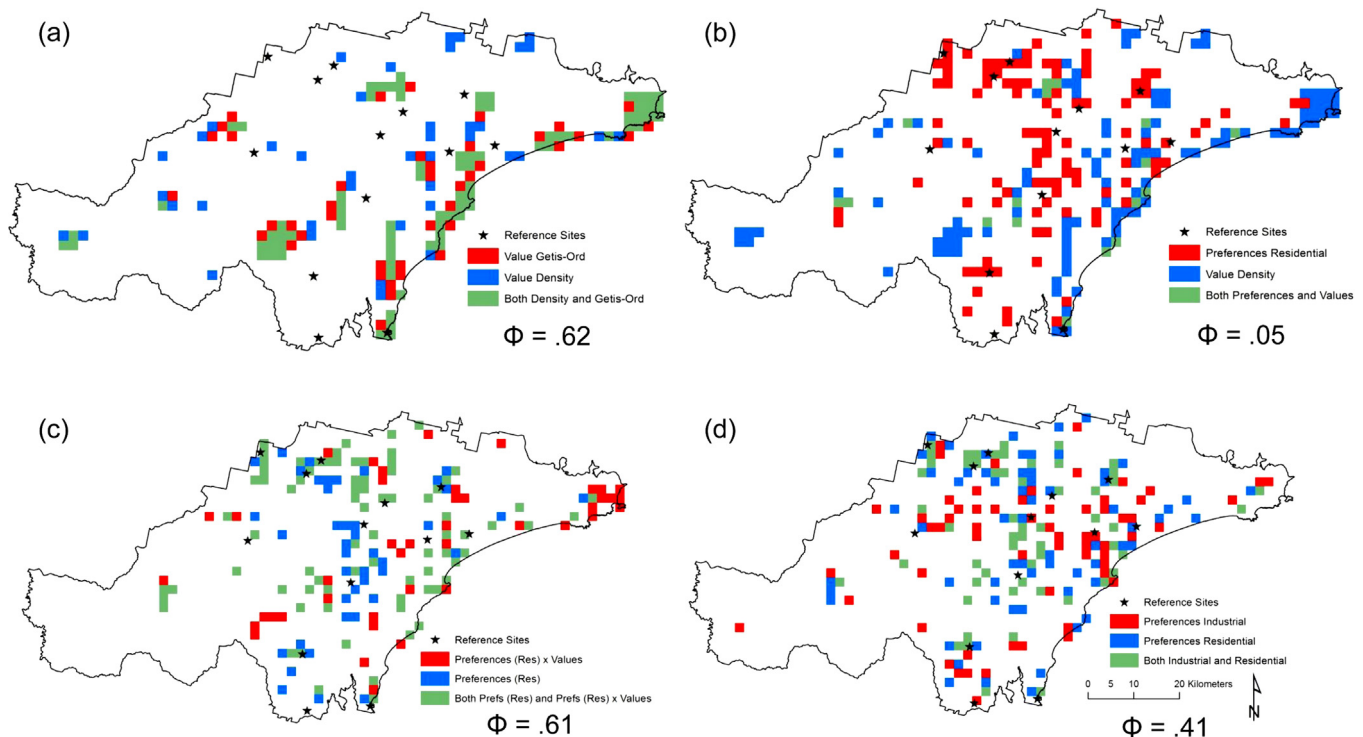 (a)
Reference Sites
Value Getis-Ord
Value Density
Both Density and Getis-Ord
Φ = .62
(b)
Reference Sites
Preferences Residential
Value Density
Both Preferences and Values
Φ = .05
(c)
Reference Sites
Preferences (Res) x Values
Preferences (Res)
Both Prefs (Res) and Prefs (Res) x Values
Φ = .61
(d)
Reference Sites
Preferences Industrial
Preferences Residential
Both Industrial and Residential
0 5 10 20 Kilometers
N
Φ = .41